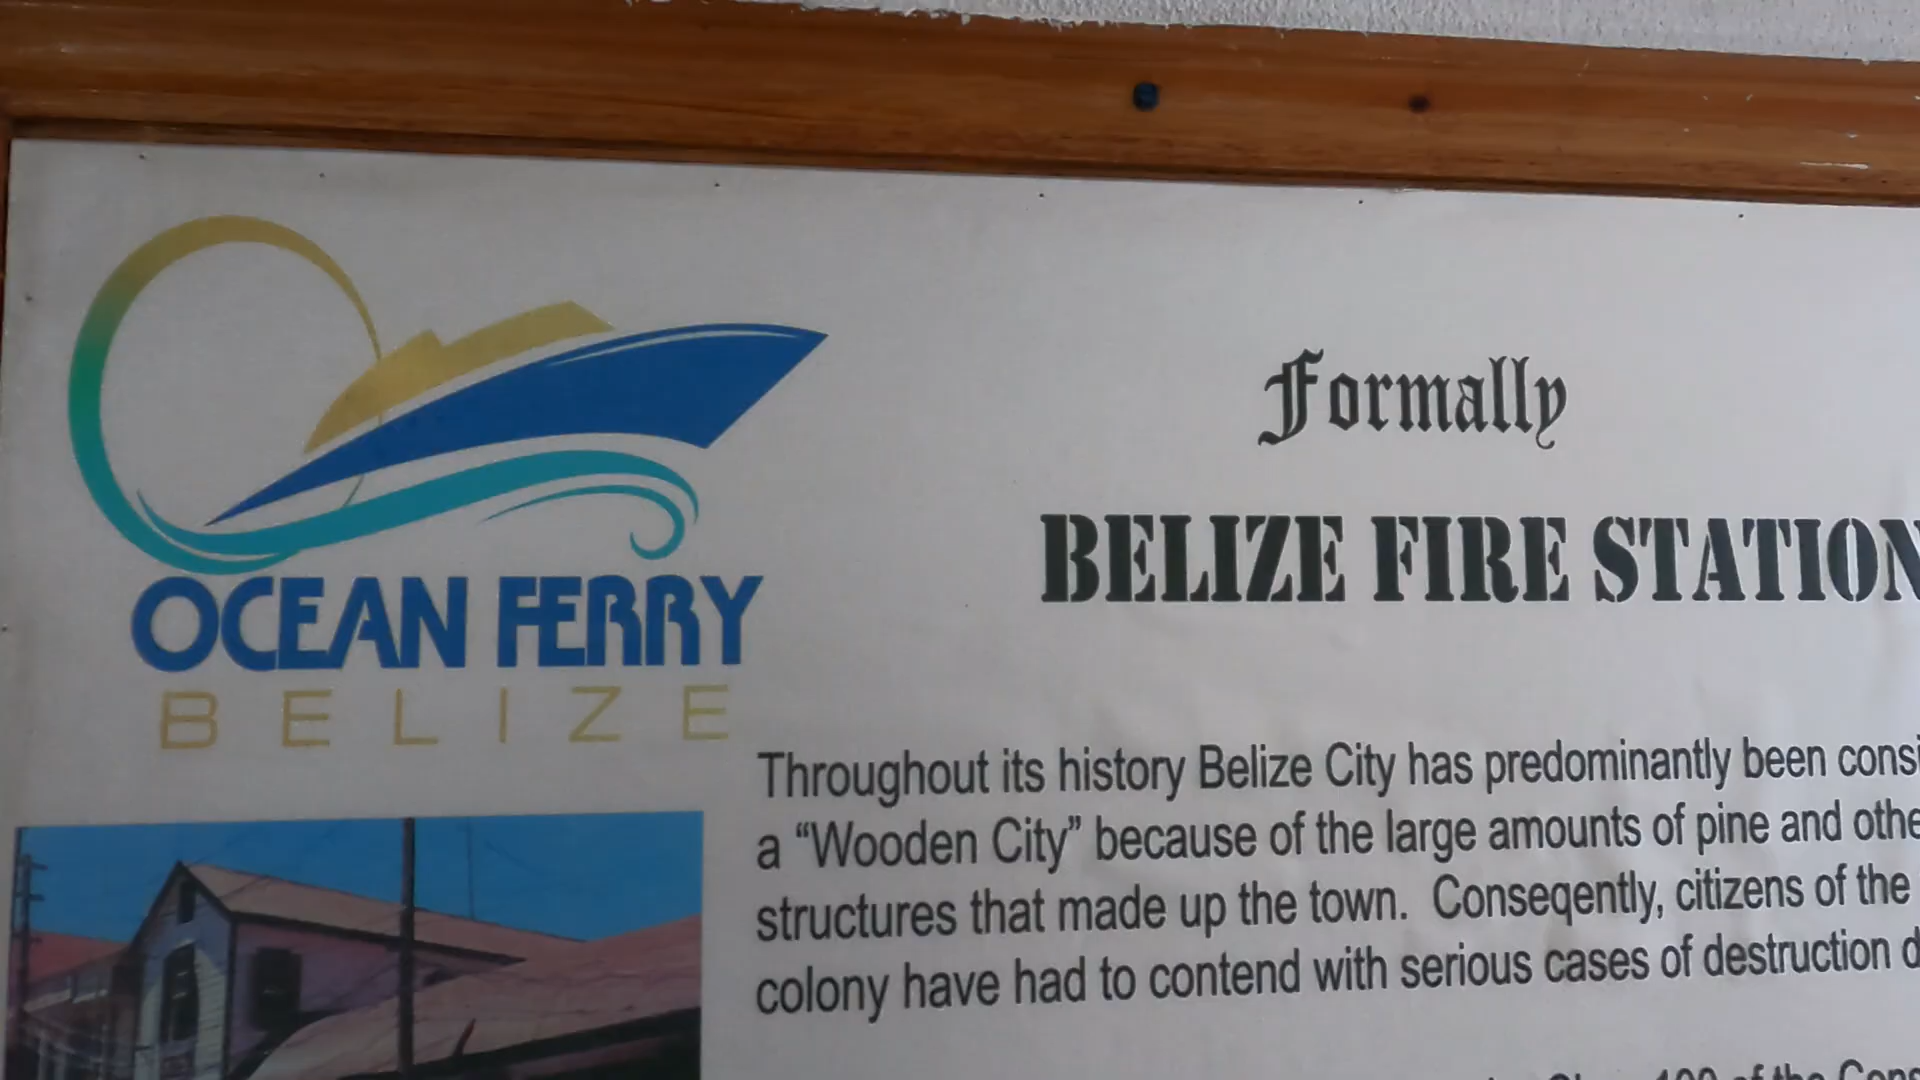 OCEAN FERRY
BELIZE
Formally
BELIZE FIRE STATION
Throughout its history Belize City has predominantly been
a “Wooden City” because of the large amounts of pine and
structures that made up the town. Conseqently, citizens of the
colony have had to contend with serious cases of destruction
of the